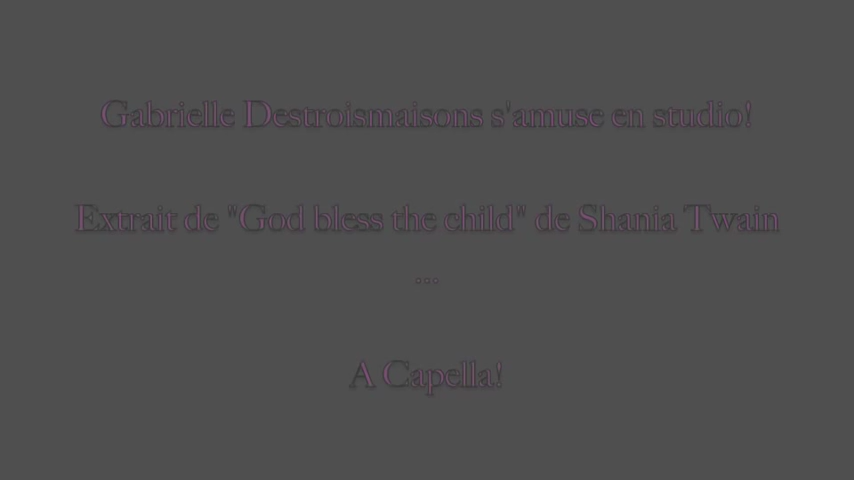 Gabrielle Destroismaisons s'amuse en studio!
Extrait de "God bless the child" de Shania Twain
...
A Capella!